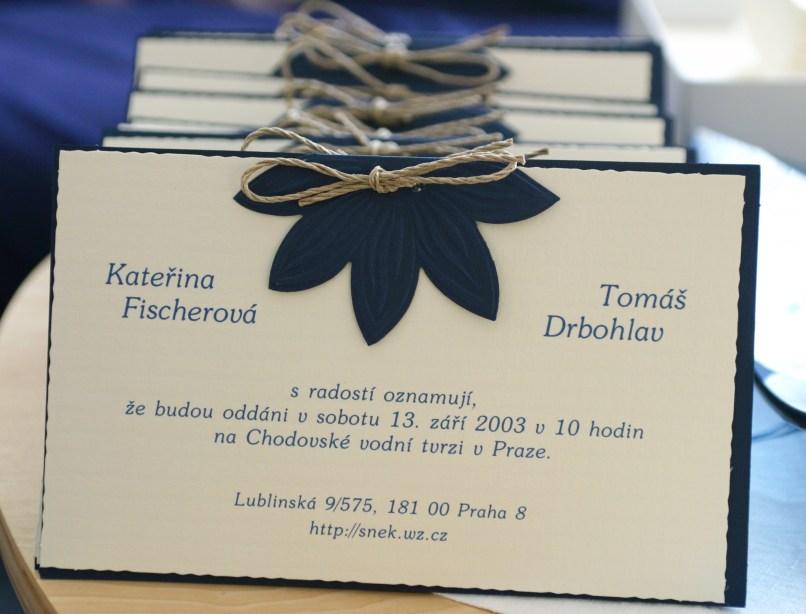 Kateřina
Fischerová
Tomáš
Drbohlav
s radostí oznamují,
že budou oddáni v sobotu 13. září 2003 v 10 hodin
na Chodovské vodní tvrzi v Praze.
Lublinská 9/575, 181 00 Praha 8
http://snek.wz.cz